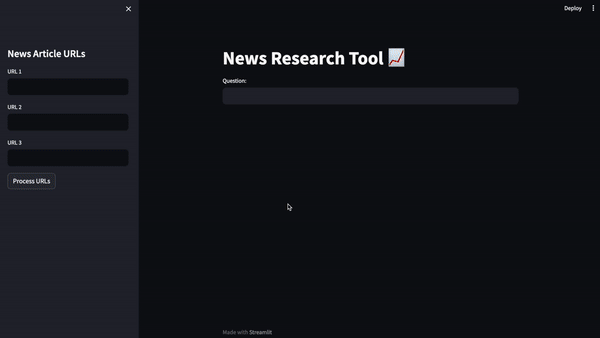 Deploy
News Article URLs
URL 1
URL 2
URL 3
Process URLs
News Research Tool 📈
Question:
Made with Streamlit